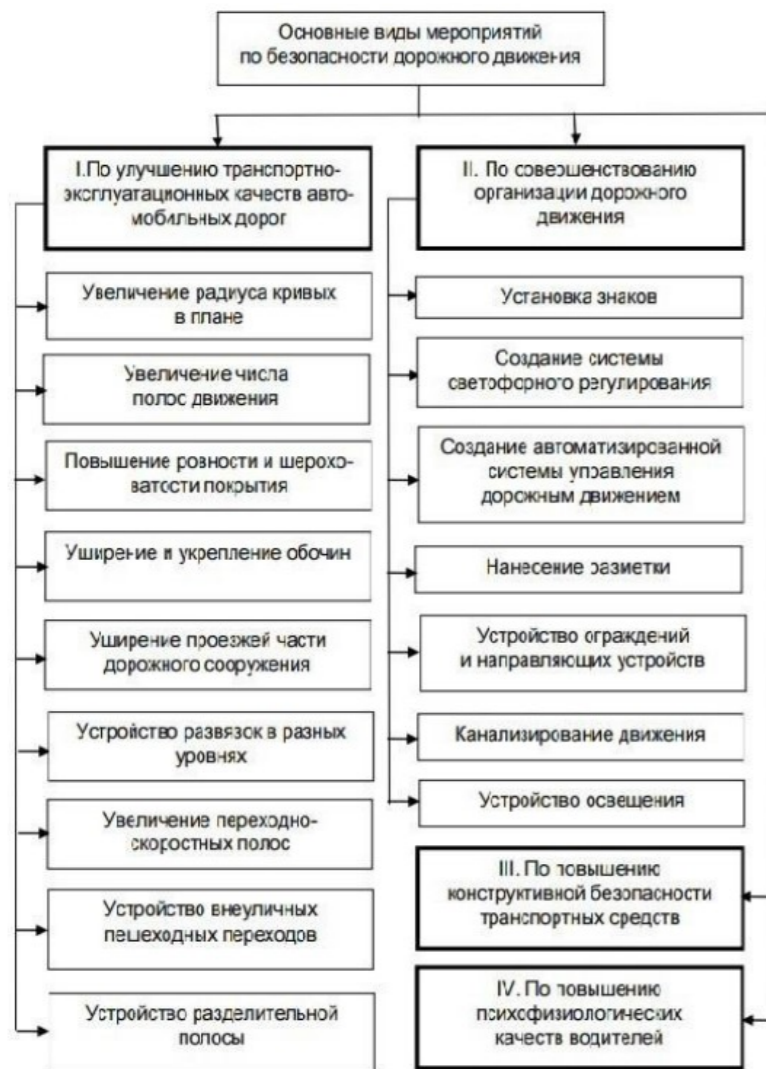 Основные виды мероприятий
по безопасности дорожного движения
I.По улучшению транспортно-
эксплуатационных качеств авто-
мобильных дорог
Увеличение радиуса кривых
в плане
Увеличение числа
полос движения
Повышение ровности и шерохо-
ватости покрытия
Уширение и укрепление обочин
Уширение проезжей части
дорожного сооружения
Устройство развязок в разных
уровнях
Увеличение переходно-
скоростных полос
Устройство внеуличных
пешеходных переходов
Устройство разделительной
полосы
II. По совершенствованию
организации дорожного
движения
Установка знаков
Создание системы
светофорного регулирования
Создание автоматизированной
системы управления
дорожным движением
Нанесение разметки
Устройство ограждений
и направляющих устройств
Канализирование движения
Устройство освещения
III. По повышению
конструктивной безопасности
транспортных средств
IV. По повышению
психофизиологических
качеств водителей